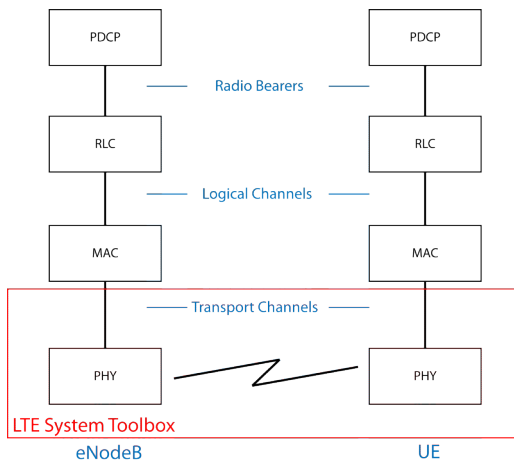 PDCP PDCP
Radio Bearers
RLC RLC
Logical Channels
MAC MAC
Transport Channels
PHY PHY
LTE System Toolbox
eNodeB UE